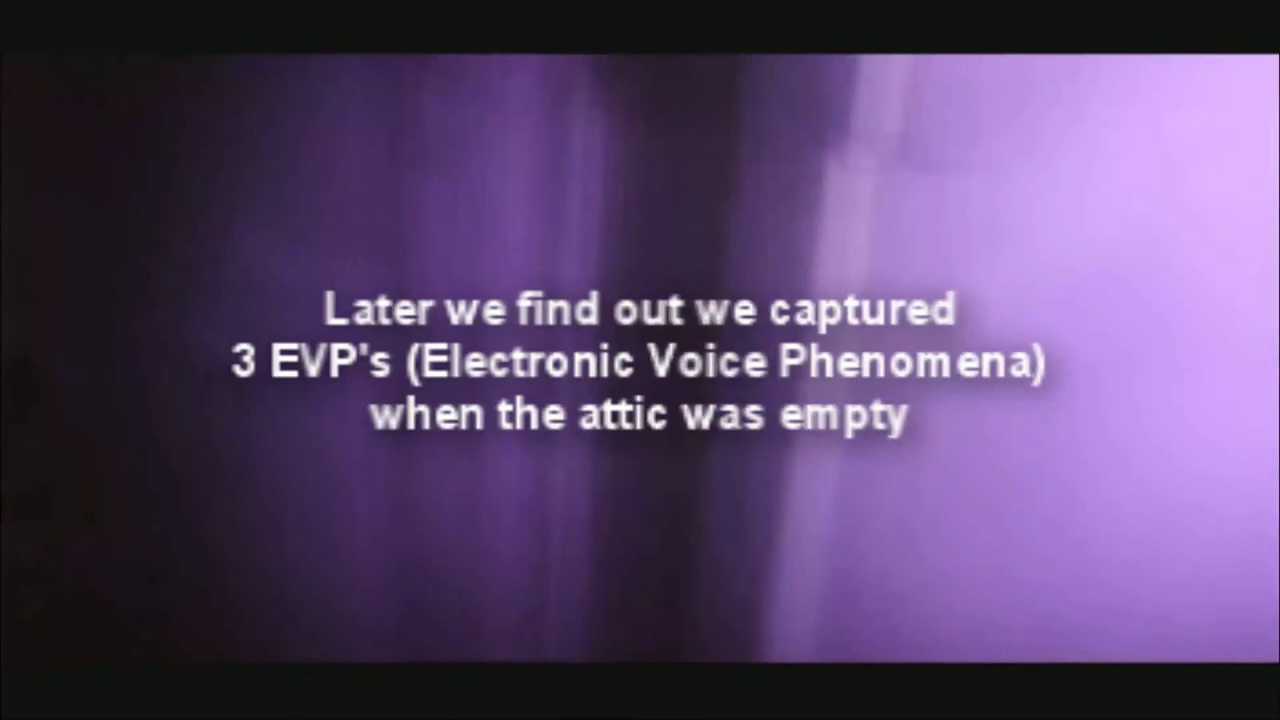 Later we find out we captured
3 EVP's (Electronic Voice Phenomena)
when the attic was empty